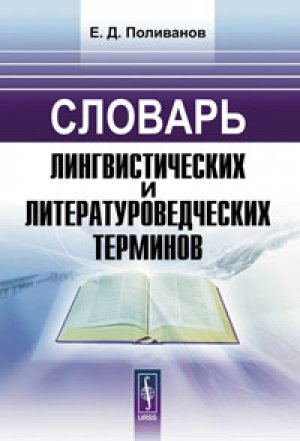 Е. Д. Поливанов
СЛОВАРЬ
ЛИНГВИСТИЧЕСКИХ
И
ЛИТЕРАТУРОВЕДЧЕСКИХ
ТЕРМИНОВ
URSS